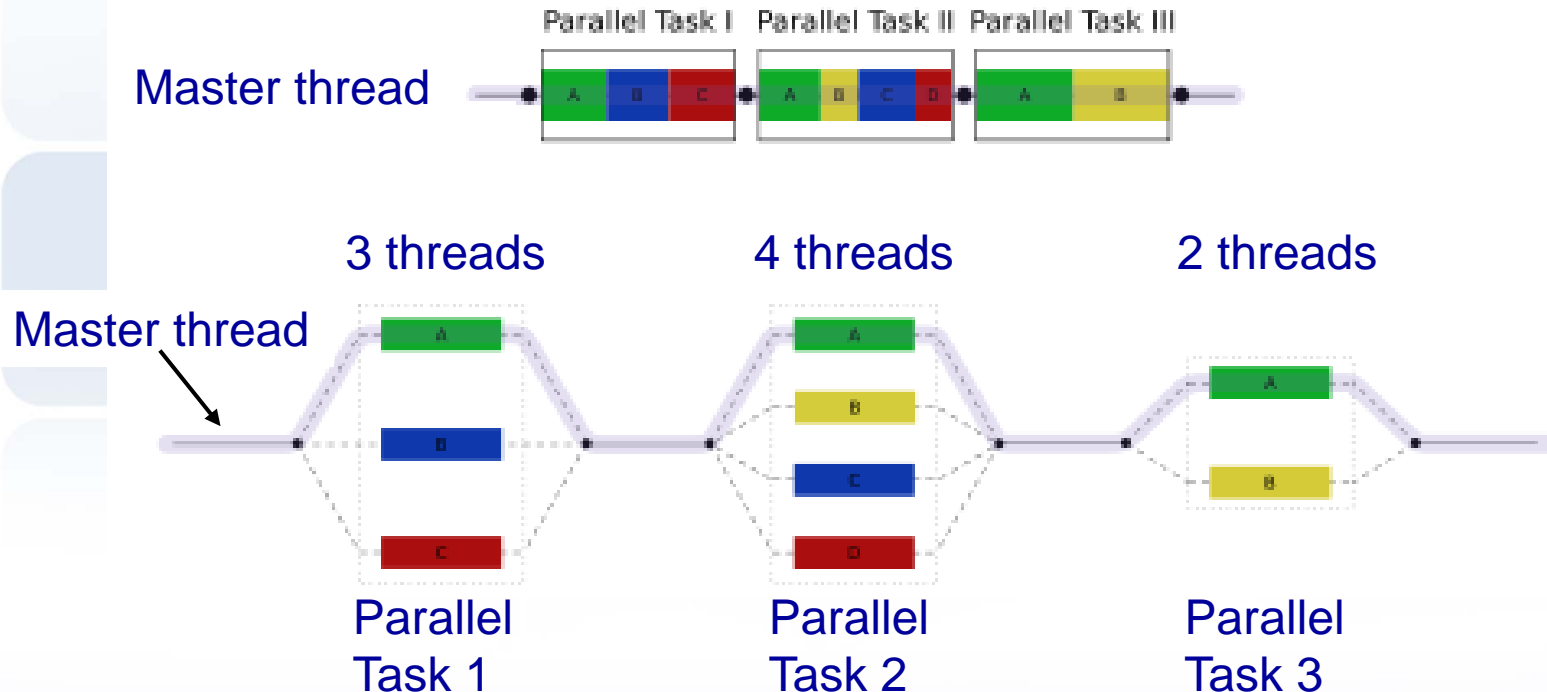 Parallel Task I Parallel Task II Parallel Task III
Master thread
A B C A B C D A B
3 threads 4 threads 2 threads
Master thread
A A
A
B
B C B
C D
Parallel Parallel Parallel
Task 1 Task 2 Task 3